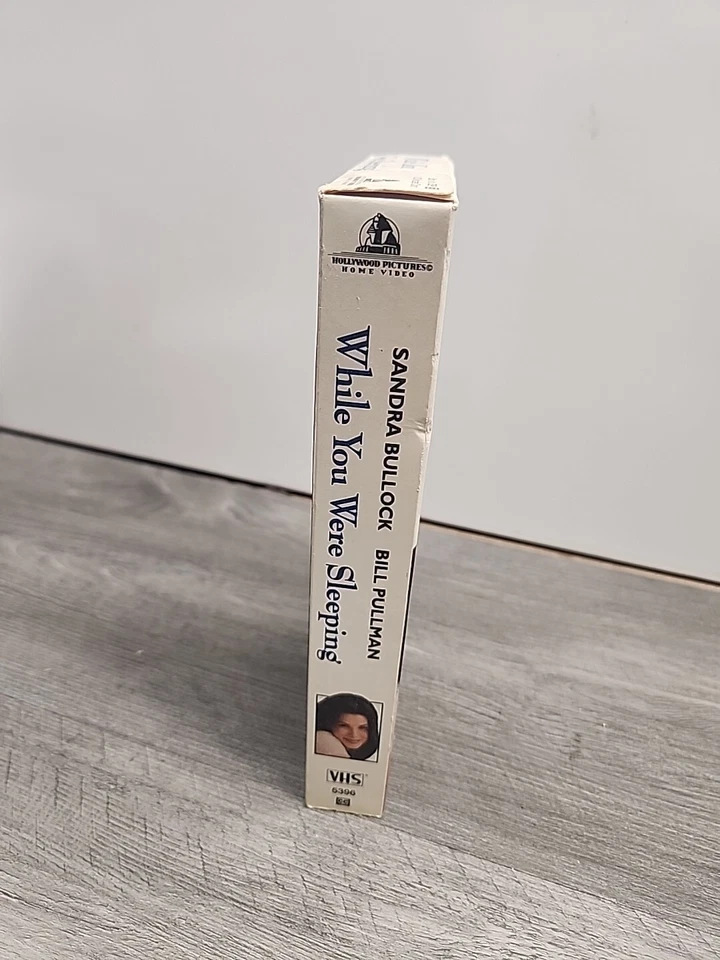 HOLLYWOOD PICTURES
HOME VIDEO
SANDRA BULLOCK BILL PULLMAN
While You Were Sleeping
VHS
5396